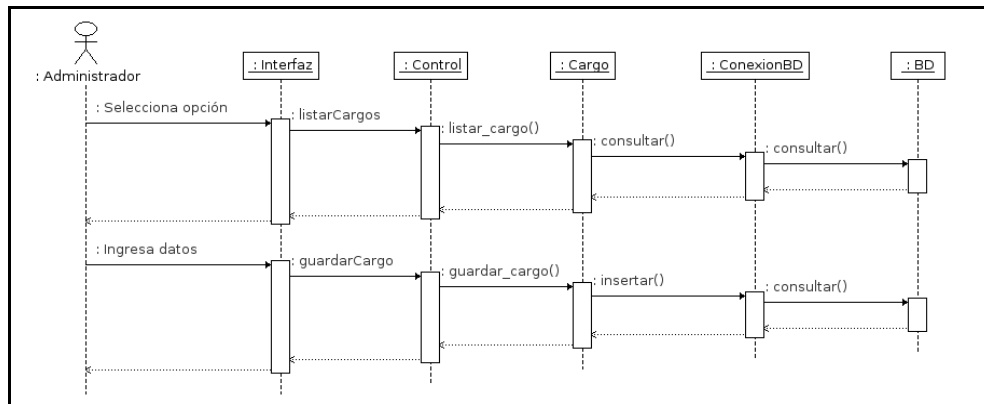 : Administrador
: Interfaz
: Control
: Cargo
: ConexionBD
: BD
: Selecciona opción
: listarCargos
: listar_cargo()
: consultar()
: consultar()
: Ingresa datos
: guardarCargo
: guardar_cargo()
: insertar()
: consultar()